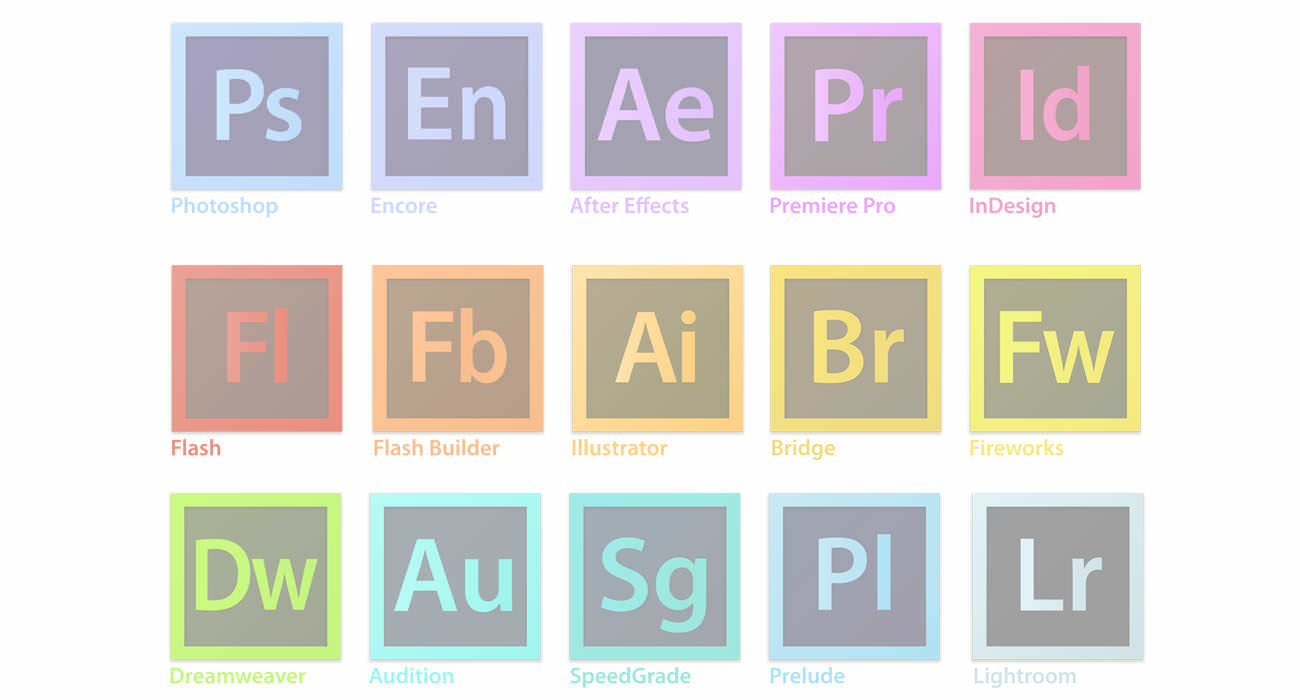 Ps En Ae Pr Id
Photoshop Encore After Effects Premiere Pro InDesign
Fl Fb Ai Br Fw
Flash Flash Builder Illustrator Bridge Fireworks
Dw Au Sg Pl Lr
Dreamweaver Audition SpeedGrade Prelude Lightroom